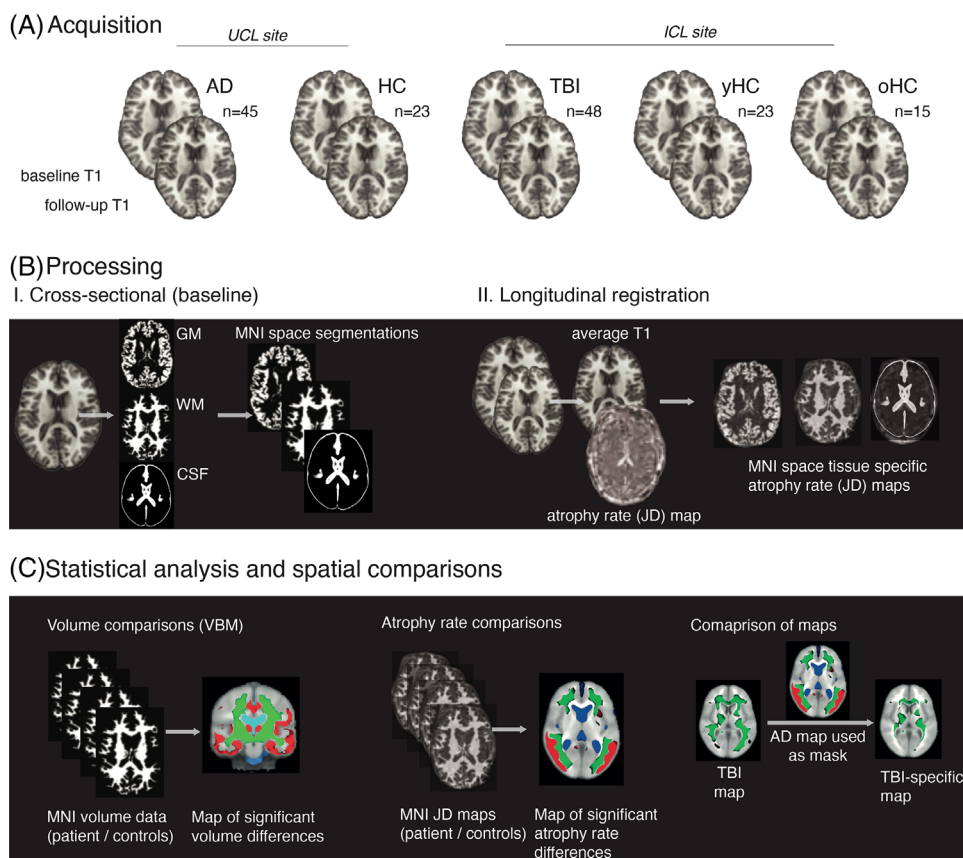 (A) Acquisition
UCL site
ICL site
AD
n=45
HC
n=23
TBI
n=48
yHC
n=23
oHC
n=15
baseline T1
follow-up T1
(B) Processing
I. Cross-sectional (baseline)
II. Longitudinal registration
GM
WM
CSF
MNI space segmentations
average T1
atrophy rate (JD) map
MNI space tissue specific
atrophy rate (JD) maps
(C) Statistical analysis and spatial comparisons
Volume comparisons (VBM)
MNI volume data
(patient / controls)
Map of significant
volume differences
Atrophy rate comparisons
MNI JD maps
(patient / controls)
Map of significant
atrophy rate
differences
Comaprison of maps
TBI
map
AD map used
as mask
TBI-specific
map